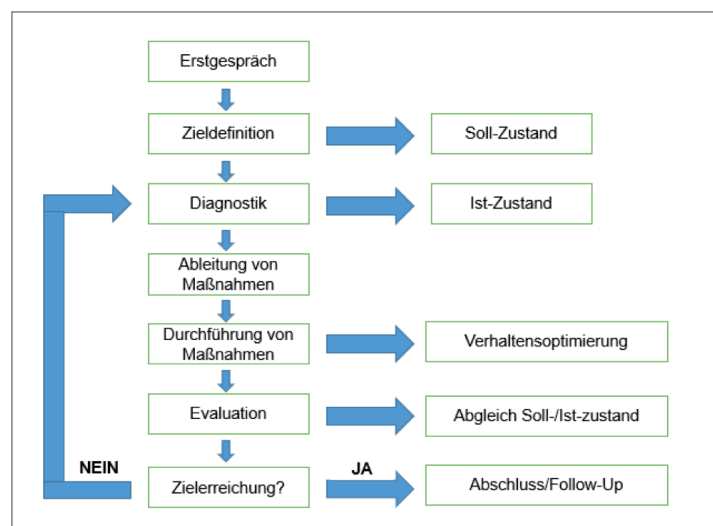 Erstgespräch
Zieldefinition
Soll-Zustand
Diagnostik
Ist-Zustand
Ableitung von
Maßnahmen
Durchführung von
Maßnahmen
Verhaltensoptimierung
Evaluation
Abgleich Soll-/Ist-zustand
NEIN
Zielerreichung?
JA
Abschluss/Follow-Up